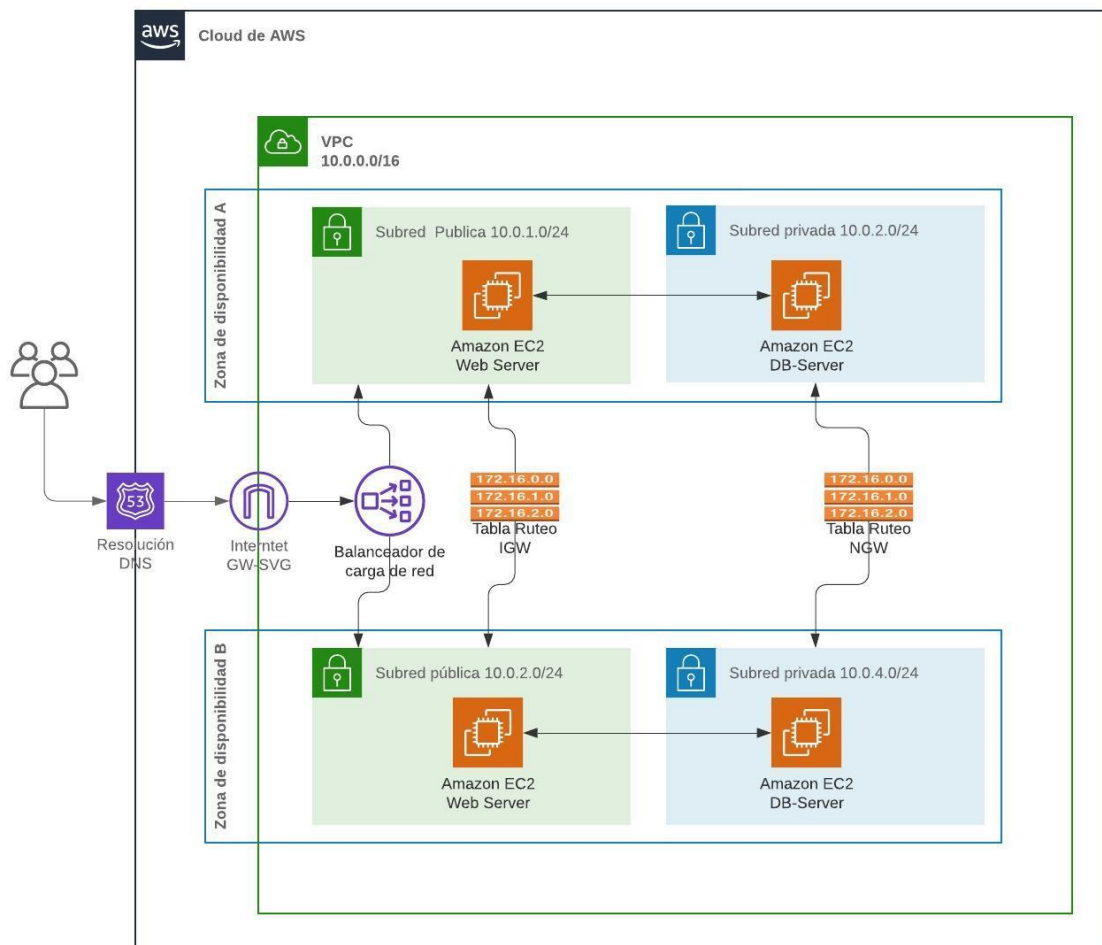 aws
Cloud de AWS
VPC
10.0.0.0/16
Zona de disponibilidad A
Subred Publica 10.0.1.0/24
Amazon EC2
Web Server
Subred privada 10.0.2.0/24
Amazon EC2
DB-Server
53
Resolución
DNS
Interntet
GW-SVG
Balanceador de
carga de red
172.16.0.0
172.16.1.0
172.16.2.0
Tabla Ruteo
IGW
172.16.0.0
172.16.1.0
172.16.2.0
Tabla Ruteo
NGW
Zona de disponibilidad B
Subred pública 10.0.2.0/24
Amazon EC2
Web Server
Subred privada 10.0.4.0/24
Amazon EC2
DB-Server